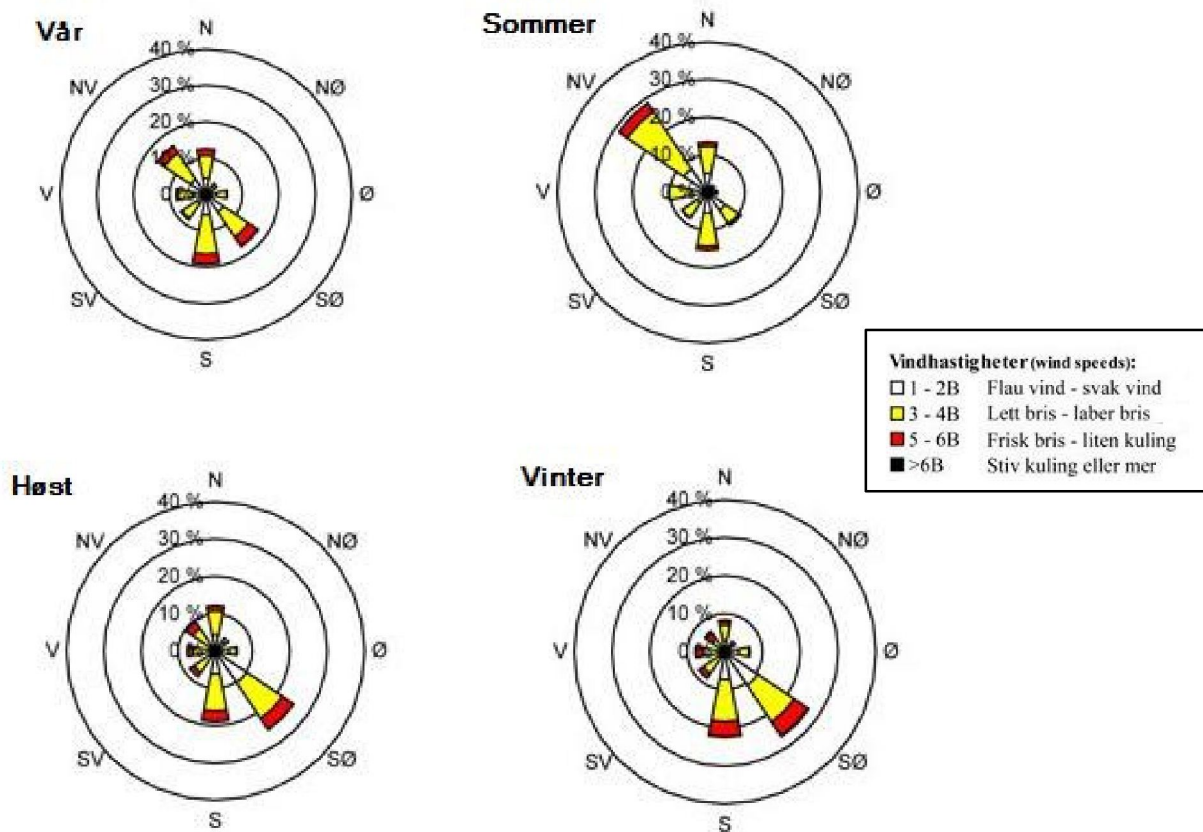 Vår
N
40 %
30 %
20 %
0
NV
NØ
V
Ø
SV
SØ
S
Sommer
N
40 %
30 %
20 %
10 %
0
NV
NØ
V
Ø
SV
SØ
S
Vindhastigheter (wind speeds):
1 - 2B Flau vind - svak vind
3 - 4B Lett bris - laber bris
5 - 6B Frisk bris - liten kuling
>6B Stiv kuling eller mer
Høst
N
40 %
30 %
20 %
10 %
0
NV
NØ
V
Ø
SV
SØ
S
Vinter
N
40 %
30 %
20 %
10 %
0
NV
NØ
V
Ø
SV
SØ
S